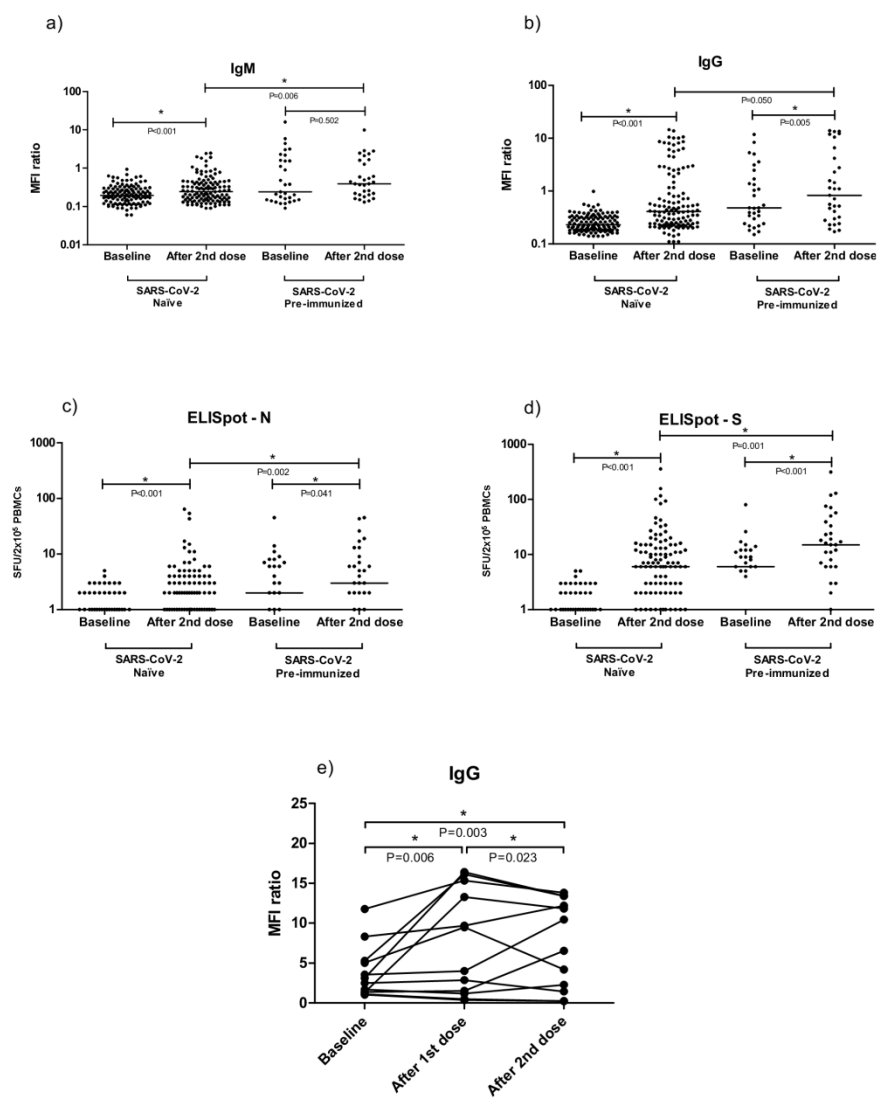 a)
IgM
MFI ratio
100
10
1
0.1
0.01
*
P<0.001
*
P=0.006
P=0.502
Baseline After 2nd dose Baseline After 2nd dose
SARS-CoV-2
Naïve
SARS-CoV-2
Pre-immunized
b)
IgG
MFI ratio
100
10
1
0.1
*
P<0.001
P=0.050
*
P=0.005
Baseline After 2nd dose Baseline After 2nd dose
SARS-CoV-2
Naïve
SARS-CoV-2
Pre-immunized
c)
ELISpot - N
SFU/2x10⁵ PBMCs
1000
100
10
1
*
P<0.001
*
P=0.002
*
P=0.041
Baseline After 2nd dose Baseline After 2nd dose
SARS-CoV-2
Naïve
SARS-CoV-2
Pre-immunized
d)
ELISpot - S
SFU/2x10⁵ PBMCs
1000
100
10
1
*
P<0.001
*
P=0.001
*
P<0.001
Baseline After 2nd dose Baseline After 2nd dose
SARS-CoV-2
Naïve
SARS-CoV-2
Pre-immunized
e)
IgG
MFI ratio
25
20
15
10
5
0
*
P=0.003
*
P=0.006
*
P=0.023
Baseline
After 1st dose
After 2nd dose